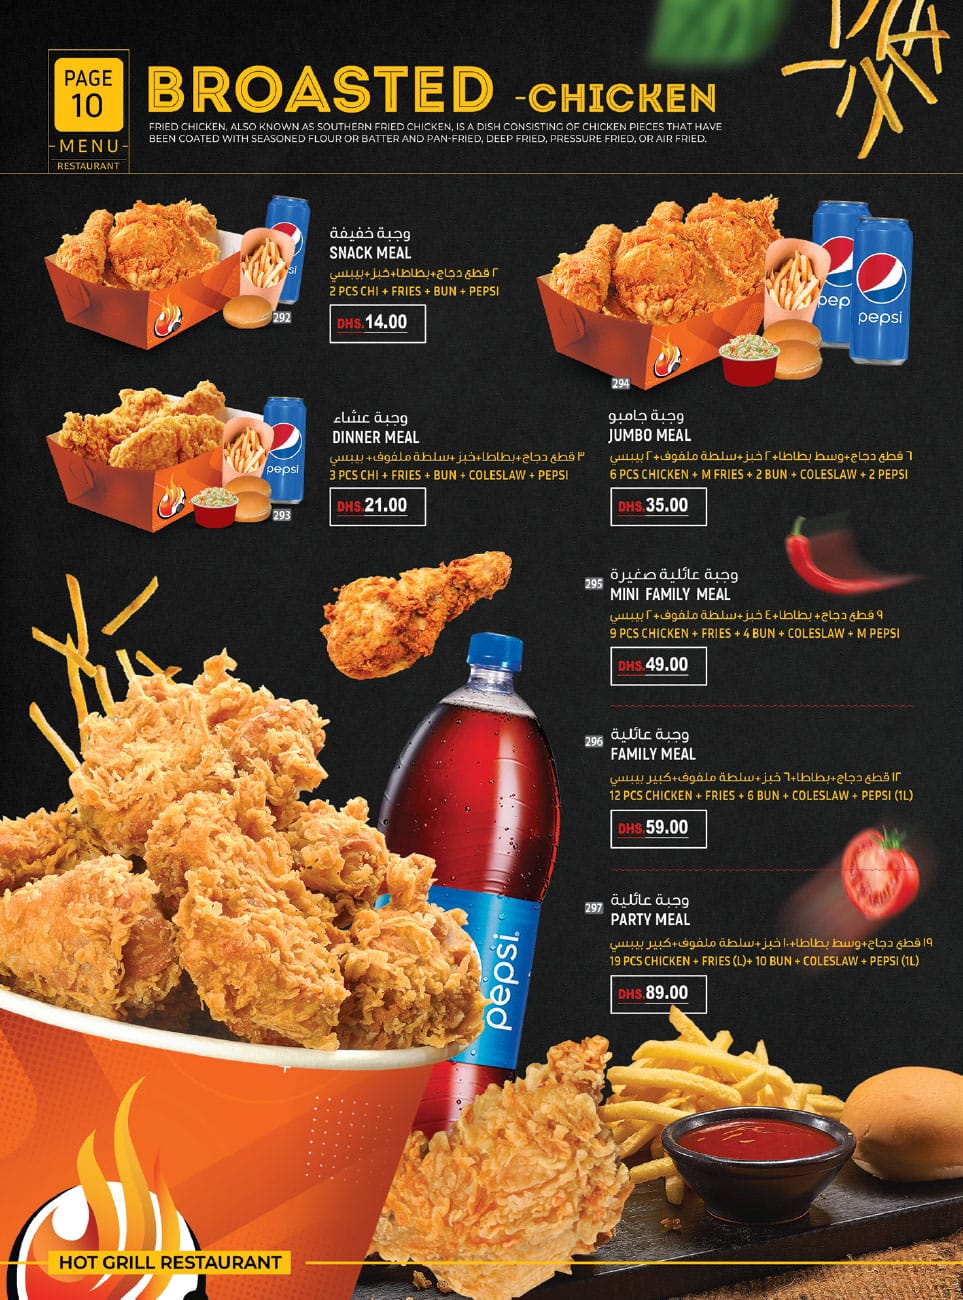 PAGE
10
MENU
RESTAURANT
BROASTED -CHICKEN
FRIED CHICKEN, ALSO KNOWN AS SOUTHERN FRIED CHICKEN, IS A DISH CONSISTING OF CHICKEN PIECES THAT HAVE
BEEN COATED WITH SEASONED FLOUR OR BATTER AND PAN-FRIED, DEEP FRIED, PRESSURE FRIED, OR AIR FRIED.
وجبة خفيفة
SNACK MEAL
٢ قطع دجاج+بطاطا+خبز+بيبسي
2 PCS CHI + FRIES + BUN + PEPSI
DHS.14.00
292
si
وجبة عشاء
DINNER MEAL
٣ قطع دجاج+بطاطا+خبز+سلطة ملفوف+بيبسي
3 PCS CHI + FRIES + BUN + COLESLAW + PEPSI
DHS.21.00
293
pepsi
pep
pepsi
294
وجبة جامبو
JUMBO MEAL
٦ قطع دجاج+وسط بطاطا+٢ خبز+سلطة ملفوف+٢ بيبسي
6 PCS CHICKEN + M FRIES + 2 BUN + COLESLAW + 2 PEPSI
DHS.35.00
295
وجبة عائلية صغيرة
MINI FAMILY MEAL
٩ قطع دجاج+بطاطا+٤ خبز+سلطة ملفوف+٢ بيبسي
9 PCS CHICKEN + FRIES + 4 BUN + COLESLAW + M PEPSI
DHS.49.00
296
وجبة عائلية
FAMILY MEAL
١٢ قطع دجاج+بطاطا+٦ خبز+سلطة ملفوف+كبير بيبسي
12 PCS CHICKEN + FRIES + 6 BUN + COLESLAW + PEPSI (1L)
DHS.59.00
297
وجبة عائلية
PARTY MEAL
١٩ قطع دجاج+وسط بطاطا+١٠ خبز+سلطة ملفوف+كبير بيبسي
19 PCS CHICKEN + FRIES (L)+ 10 BUN + COLESLAW + PEPSI (1L)
DHS.89.00
pepsi
HOT GRILL RESTAURANT